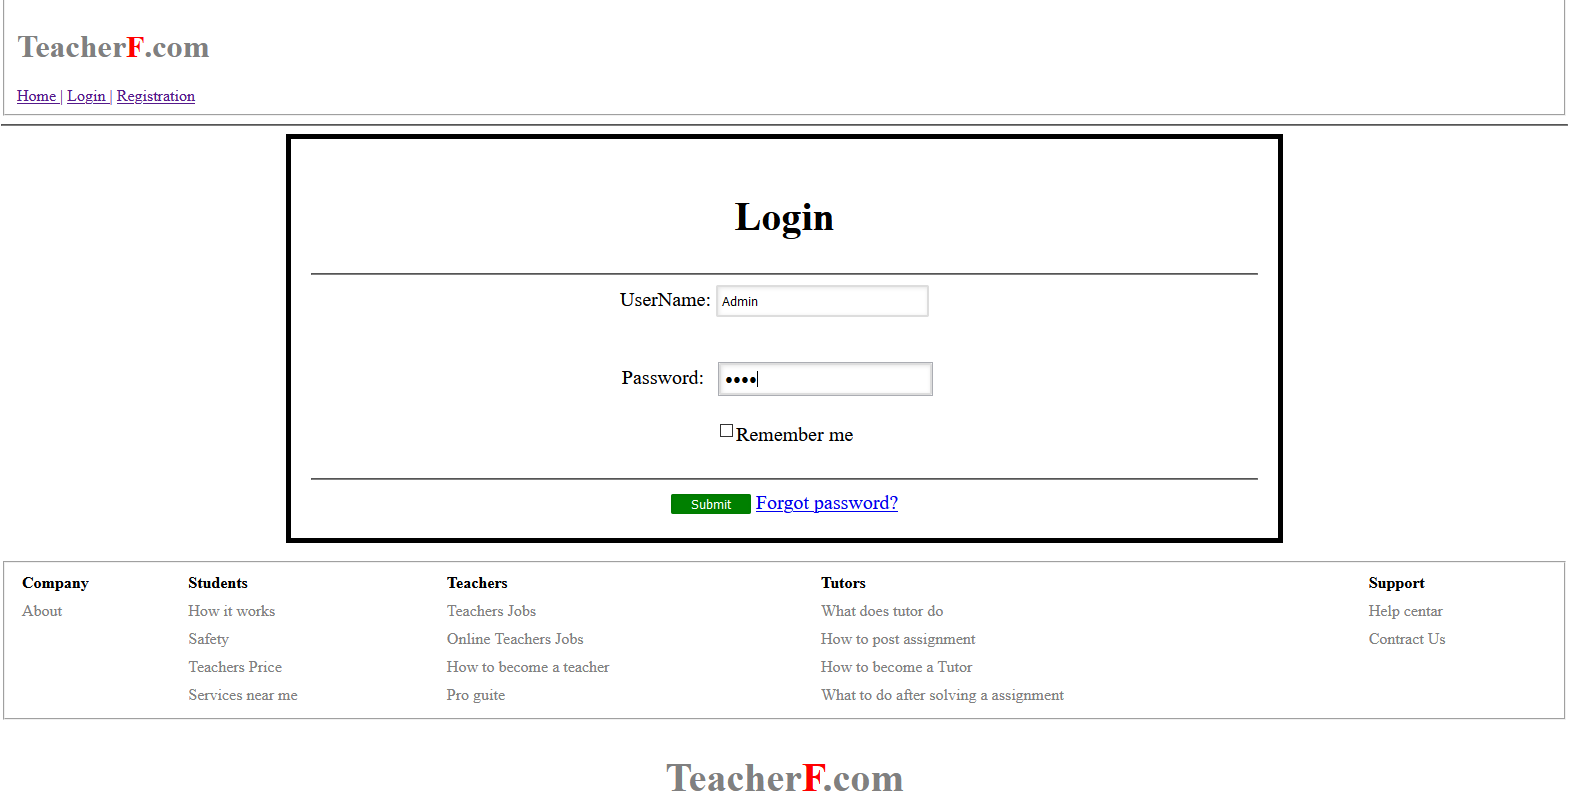 TeacherF.com
Home | Login | Registration
Login
UserName: Admin
Password: ••••
Remember me
Submit Forgot password?
Company Students Teachers Tutors Support
About How it works Teachers Jobs What does tutor do Help centar
Safety Online Teachers Jobs How to post assignment Contract Us
Teachers Price How to become a teacher How to become a Tutor
Services near me Pro guite What to do after solving a assignment
TeacherF.com